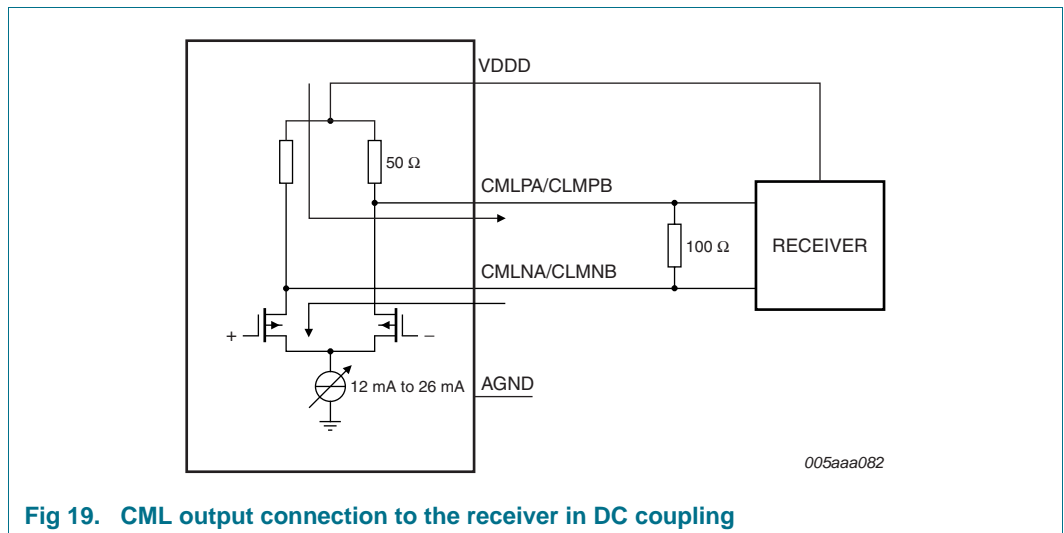 VDDD
50 Ω
CMLPA/CLMPB
100 Ω
RECEIVER
CMLNA/CLMNB
+
−
12 mA to 26 mA
AGND
005aaa082
Fig 19. CML output connection to the receiver in DC coupling